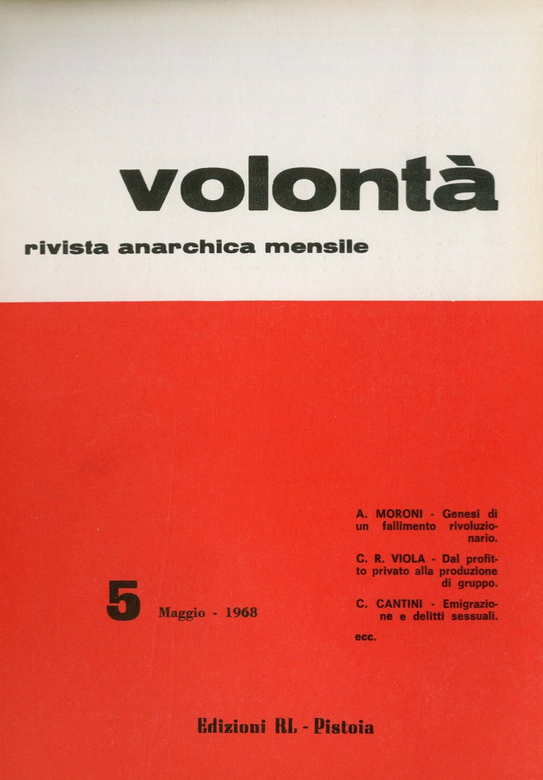 volontà
rivista anarchica mensile
A. MORONI - Genesi di
un fallimento rivoluzio-
nario.
C. R. VIOLA - Dal profit-
to privato alla produzione
di gruppo.
C. CANTINI - Emigrazio-
ne e delitti sessuali.
ecc.
5 Maggio - 1968
Edizioni RL - Pistoia